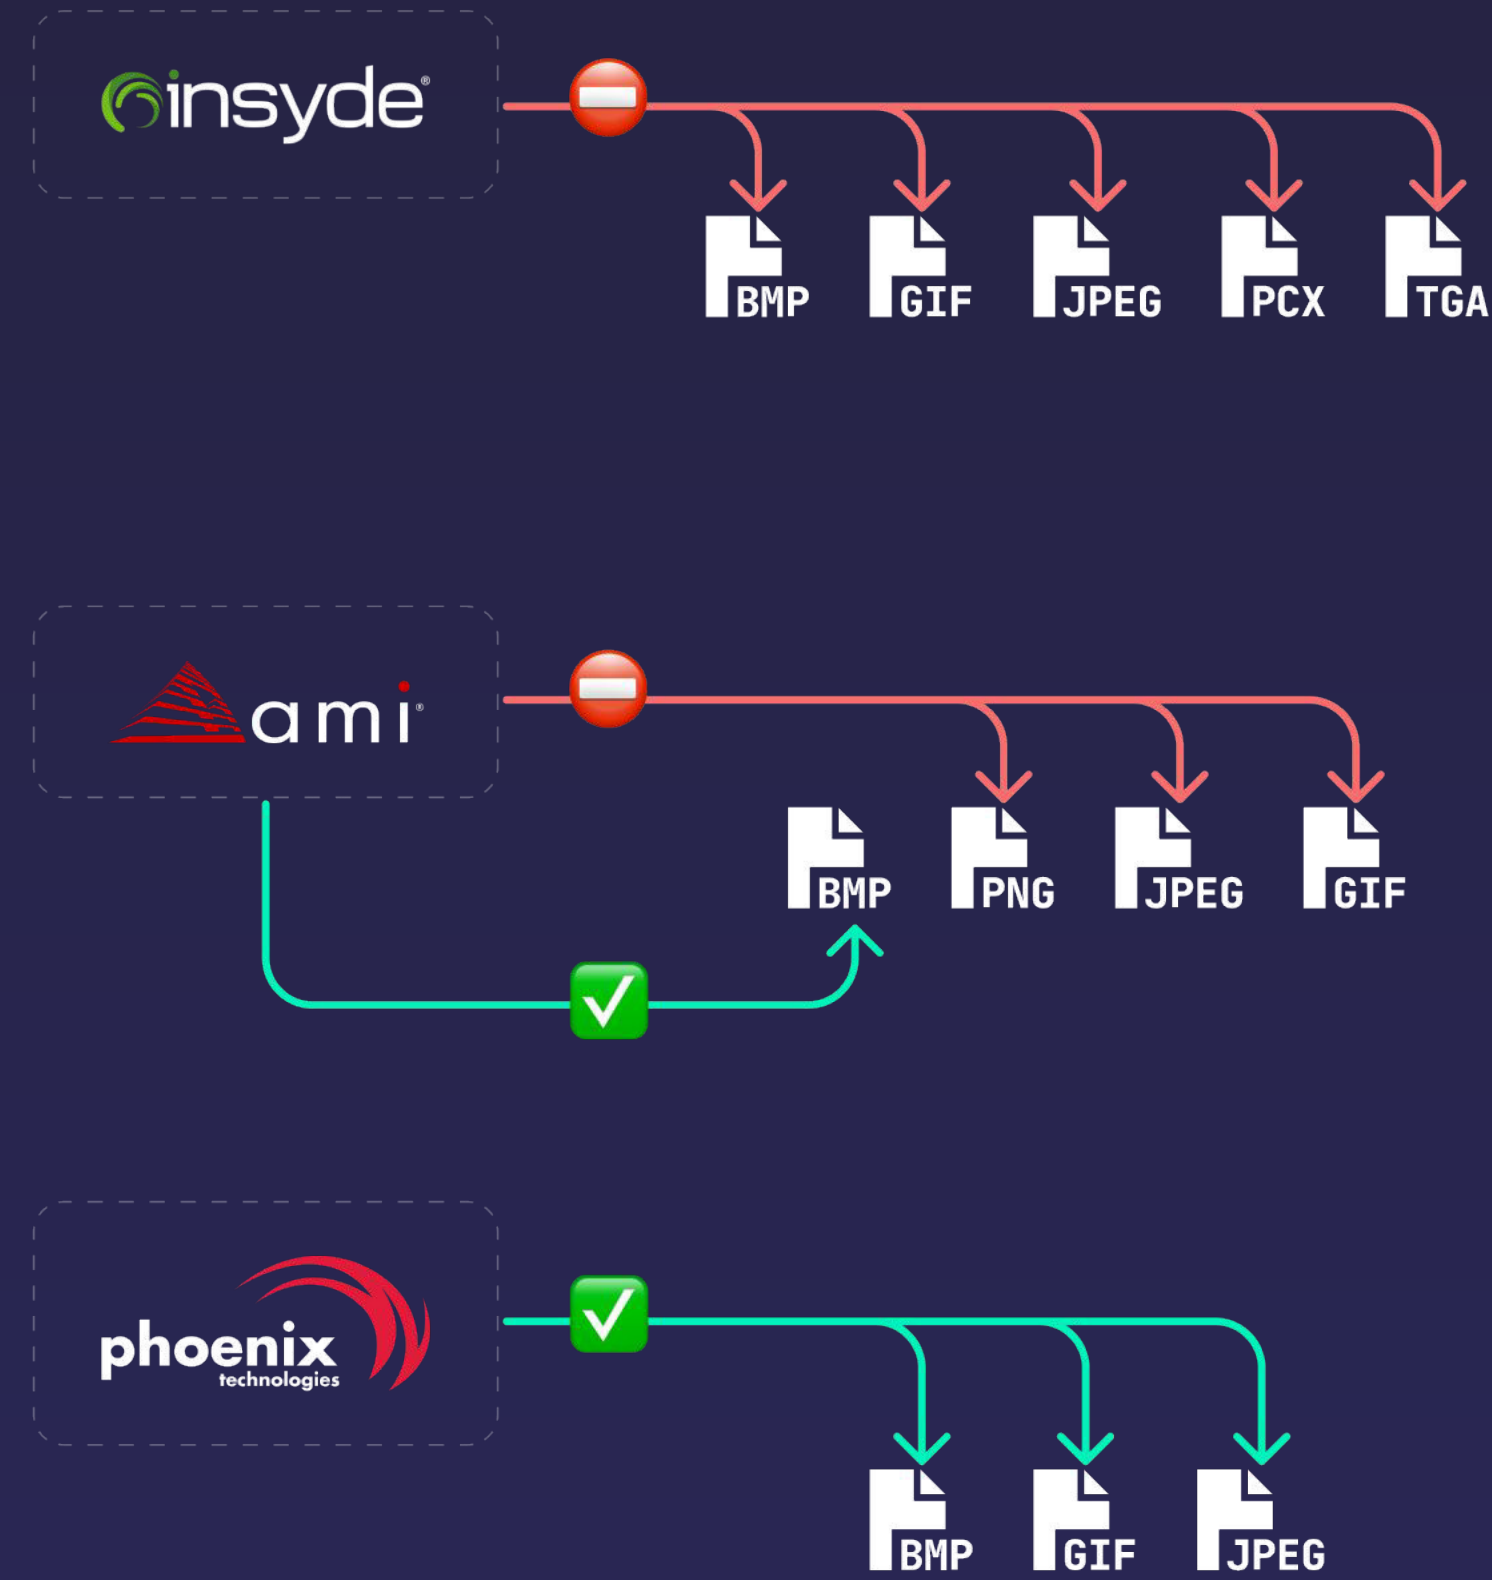 insyde®
BMP GIF JPEG PCX TGA
ami®
BMP PNG JPEG GIF
phoenix
technologies
BMP GIF JPEG